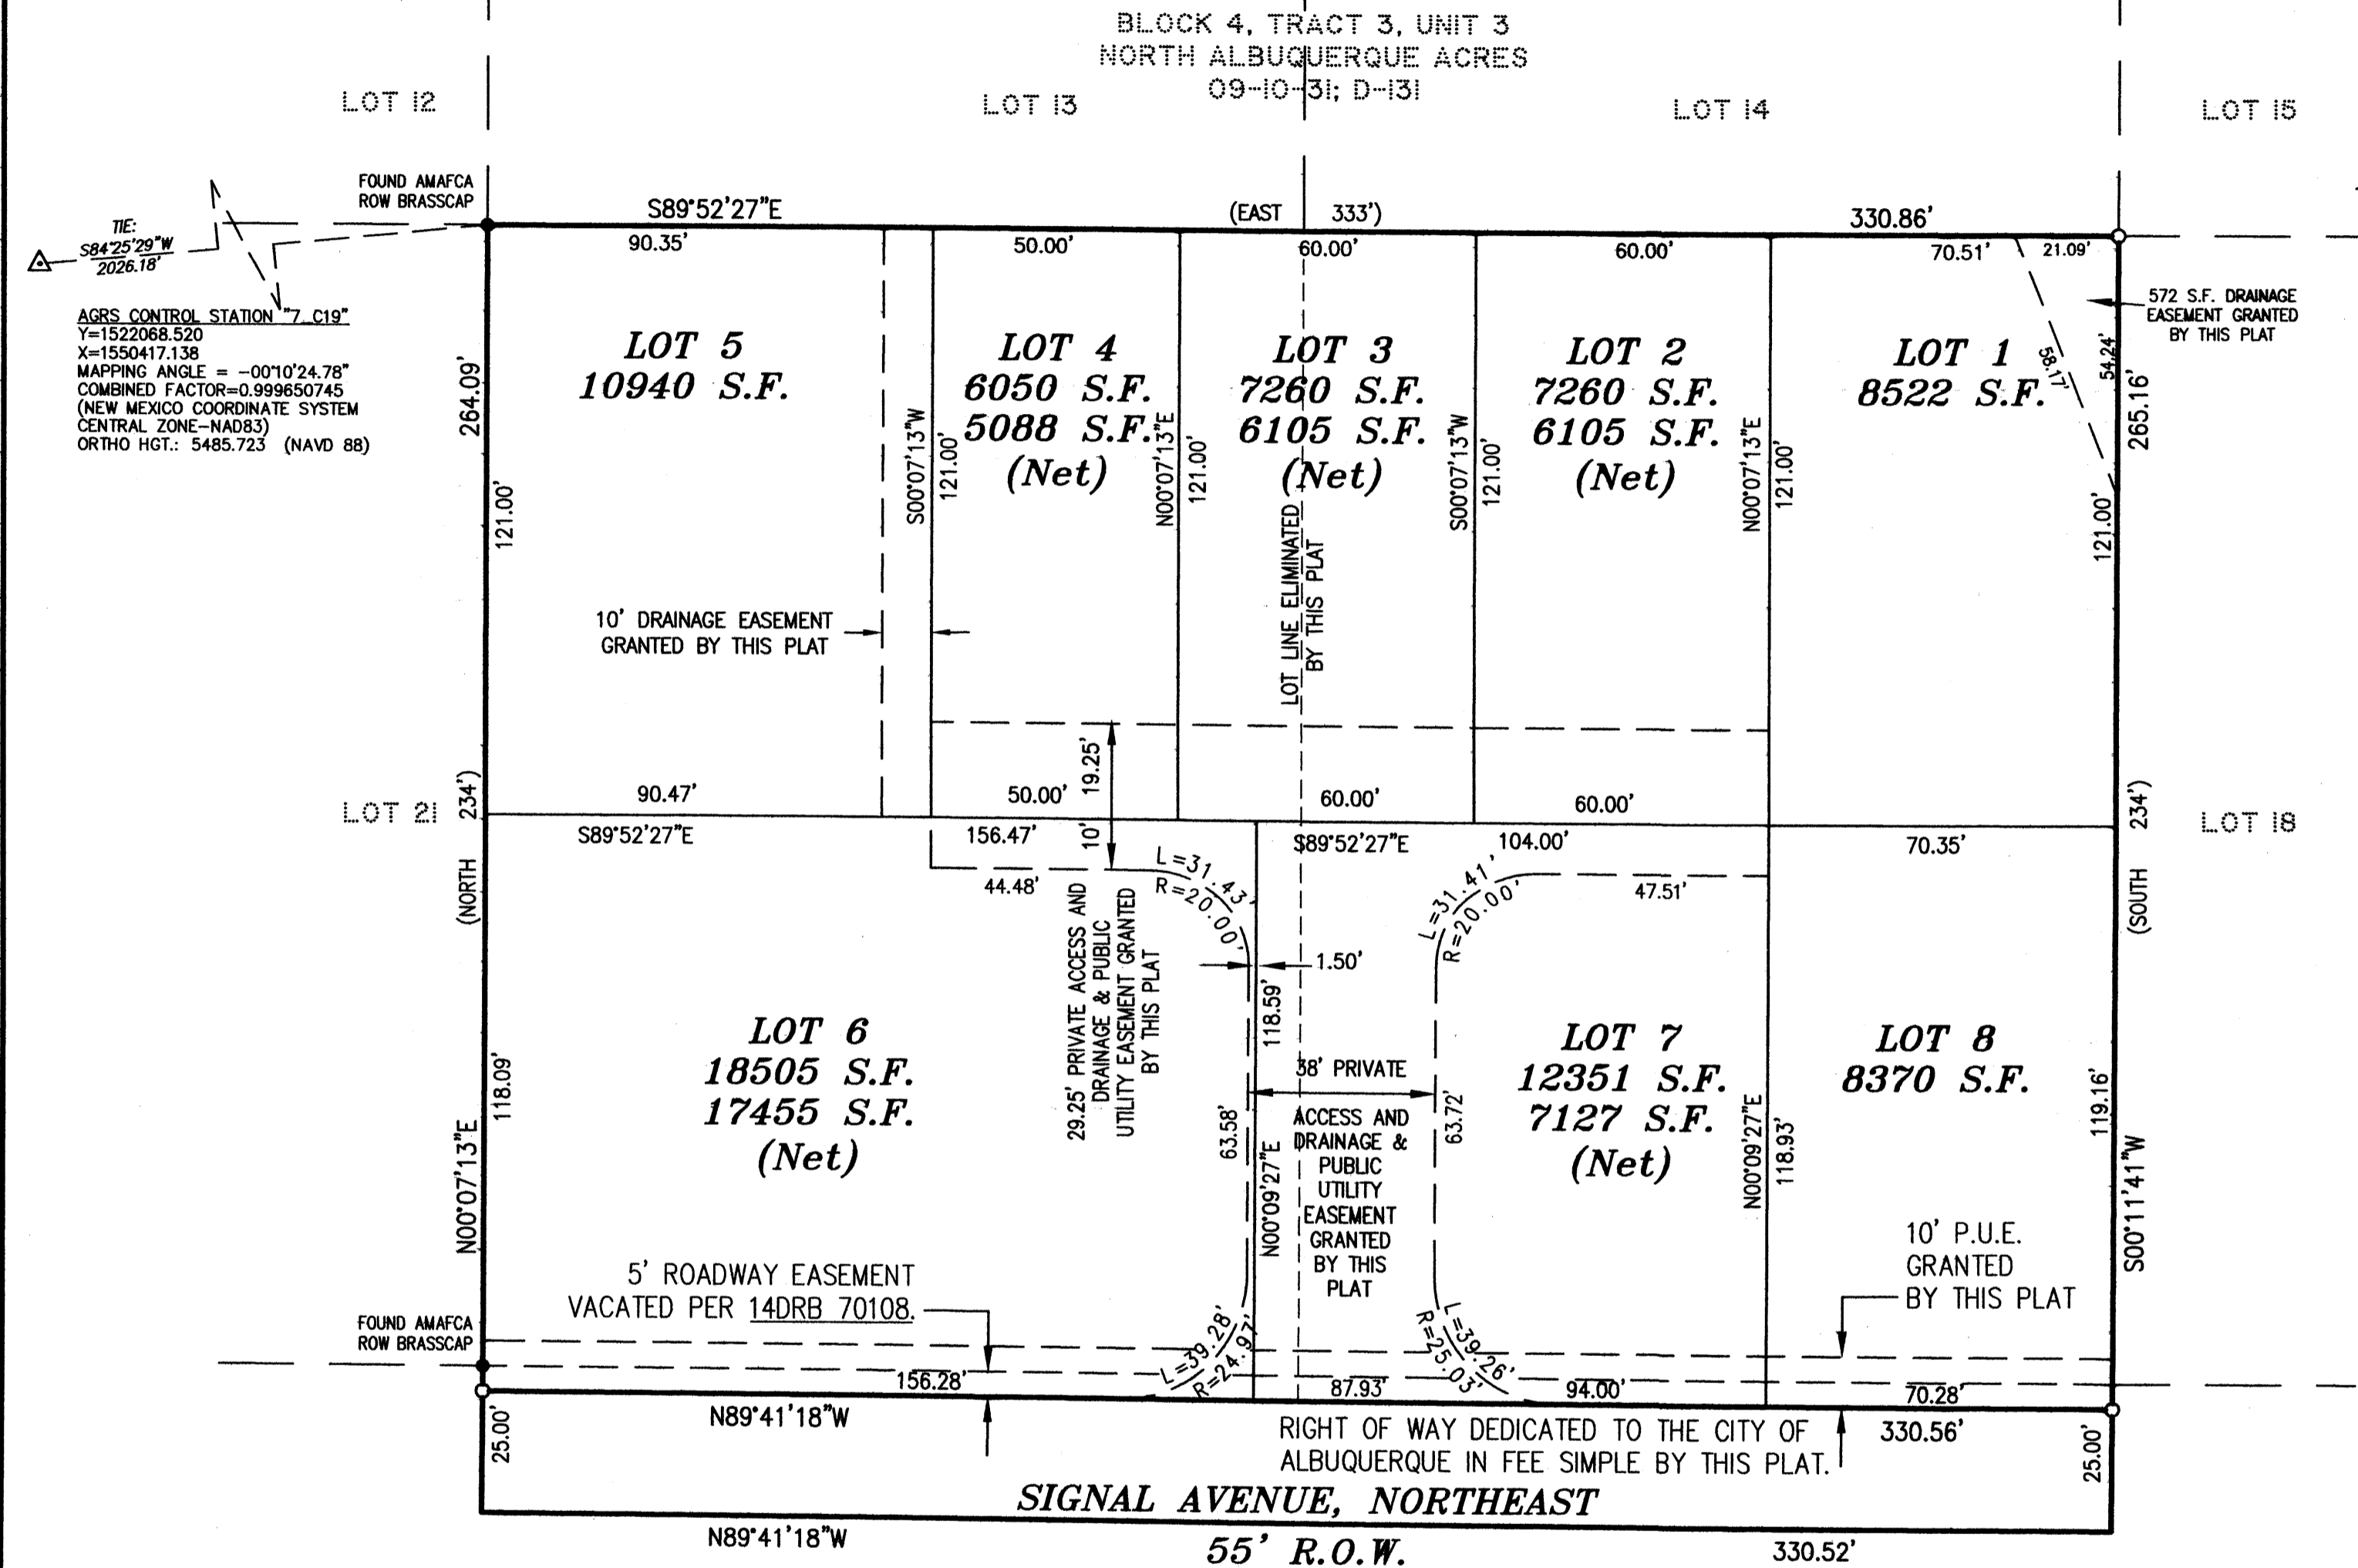 BLOCK 4, TRACT 3, UNIT 3
NORTH ALBUQUERQUE ACRES
09-10-31; D-131
LOT 12
LOT 13
LOT 14
LOT 15
FOUND AMAFCA
ROW BRASSCAP
S89°52'27"E
(EAST 333')
330.86'
TIE:
S84°25'29"W
2026.18'
90.35'
50.00'
60.00'
60.00'
70.51'
21.09'
AGRS CONTROL STATION "7_C19"
Y=1522068.520
X=1550417.138
MAPPING ANGLE = -00°10'24.78"
COMBINED FACTOR=0.999650745
(NEW MEXICO COORDINATE SYSTEM
CENTRAL ZONE-NAD83)
ORTHO HGT.: 5485.723 (NAVD 88)
572 S.F. DRAINAGE
EASEMENT GRANTED
BY THIS PLAT
LOT 5
10940 S.F.
LOT 4
6050 S.F.
5088 S.F.
(Net)
LOT 3
7260 S.F.
6105 S.F.
(Net)
LOT 2
7260 S.F.
6105 S.F.
(Net)
LOT 1
8522 S.F.
58.17'
54.24'
264.09'
121.00'
S00°07'13"W
121.00'
N00°07'13"E
121.00'
S00°07'13"W
121.00'
N00°07'13"E
121.00'
121.00'
265.16'
10' DRAINAGE EASEMENT
GRANTED BY THIS PLAT
LOT LINE ELIMINATED
BY THIS PLAT
19.25'
10'
LOT 21
(NORTH 234')
90.47'
50.00'
60.00'
60.00'
(SOUTH 234')
LOT 18
S89°52'27"E
156.47'
S89°52'27"E
104.00'
70.35'
44.48'
L=31.43'
R=20.00'
L=31.41'
R=20.00'
47.51'
29.25' PRIVATE ACCESS AND
DRAINAGE & PUBLIC
UTILITY EASEMENT GRANTED
BY THIS PLAT
1.50'
118.59'
LOT 6
18505 S.F.
17455 S.F.
(Net)
38' PRIVATE
ACCESS AND
DRAINAGE &
PUBLIC
UTILITY
EASEMENT
GRANTED
BY THIS
PLAT
LOT 7
12351 S.F.
7127 S.F.
(Net)
LOT 8
8370 S.F.
118.09'
N00°07'13"E
63.58'
N00°09'27"E
63.72'
N00°09'27"E
118.93'
119.16'
S00°11'41"W
5' ROADWAY EASEMENT
VACATED PER 14DRB 70108.
10' P.U.E.
GRANTED
BY THIS PLAT
FOUND AMAFCA
ROW BRASSCAP
L=39.28'
R=24.97'
L=39.26'
R=25.03'
156.28'
87.93'
94.00'
70.28'
N89°41'18"W
330.56'
25.00'
25.00'
RIGHT OF WAY DEDICATED TO THE CITY OF
ALBUQUERQUE IN FEE SIMPLE BY THIS PLAT.
SIGNAL AVENUE, NORTHEAST
N89°41'18"W
55' R.O.W.
330.52'